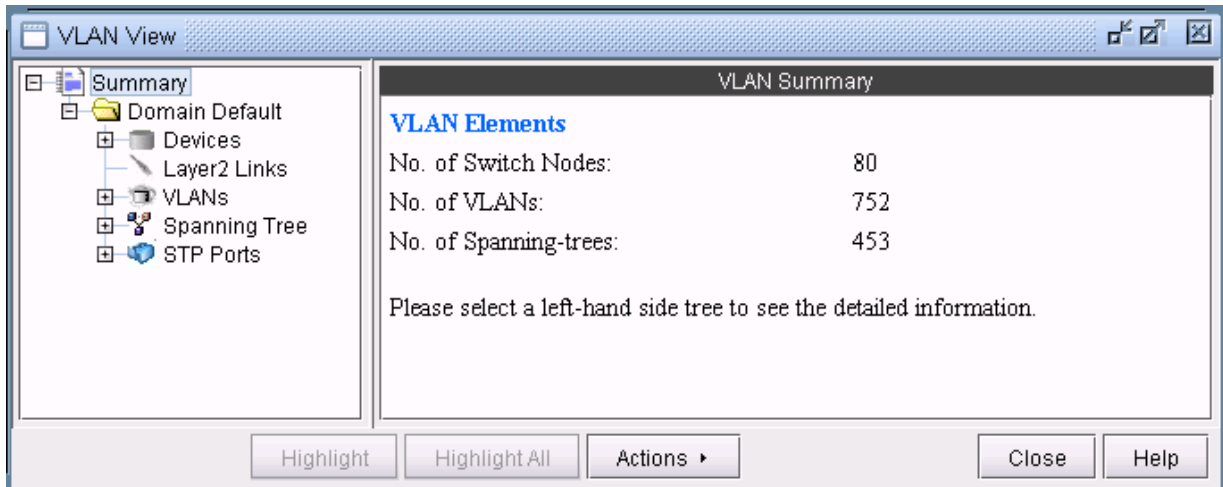 VLAN View
Summary
Domain Default
Devices
Layer2 Links
VLANs
Spanning Tree
STP Ports
VLAN Summary
VLAN Elements
No. of Switch Nodes: 80
No. of VLANs: 752
No. of Spanning-trees: 453
Please select a left-hand side tree to see the detailed information.
Highlight Highlight All Actions Close Help